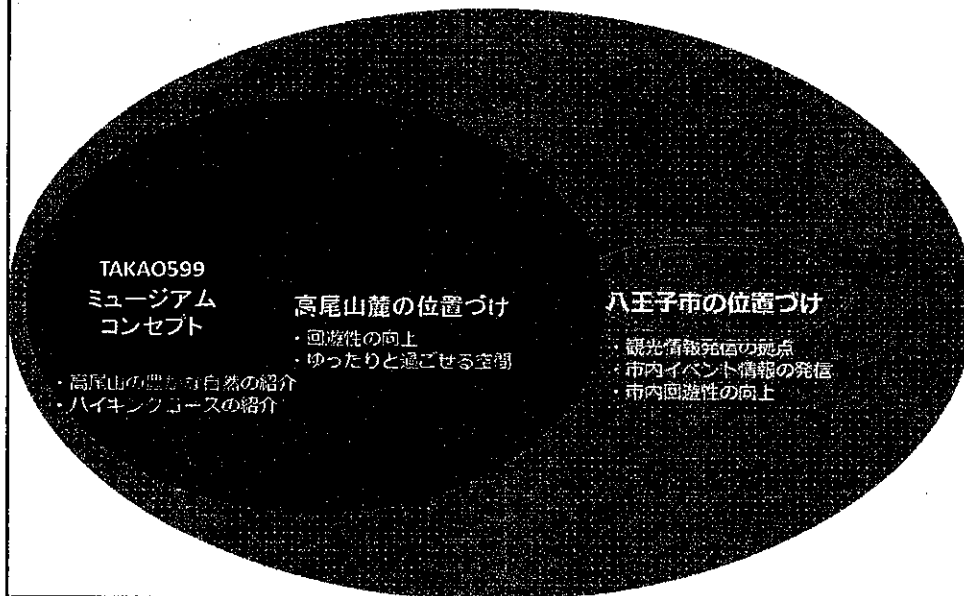 TAKAO599
ミュージアム
コンセプト
・高尾山の豊かな自然の紹介
・ハイキングコースの紹介
高尾山麓の位置づけ
・回遊性の向上
・ゆったりと過ごせる空間
八王子市の位置づけ
・観光情報発信の拠点
・市内イベント情報の発信
・市内回遊性の向上